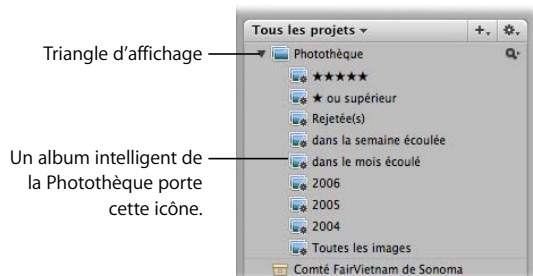 Tous les projets
Triangle d’affichage
Photothèque
★★★★★
★ ou supérieur
Rejetée(s)
dans la semaine écoulée
Un album intelligent de
la Photothèque porte
cette icône.
dans le mois écoulé
2006
2005
2004
Toutes les images
Comté FairVietnam de Sonoma